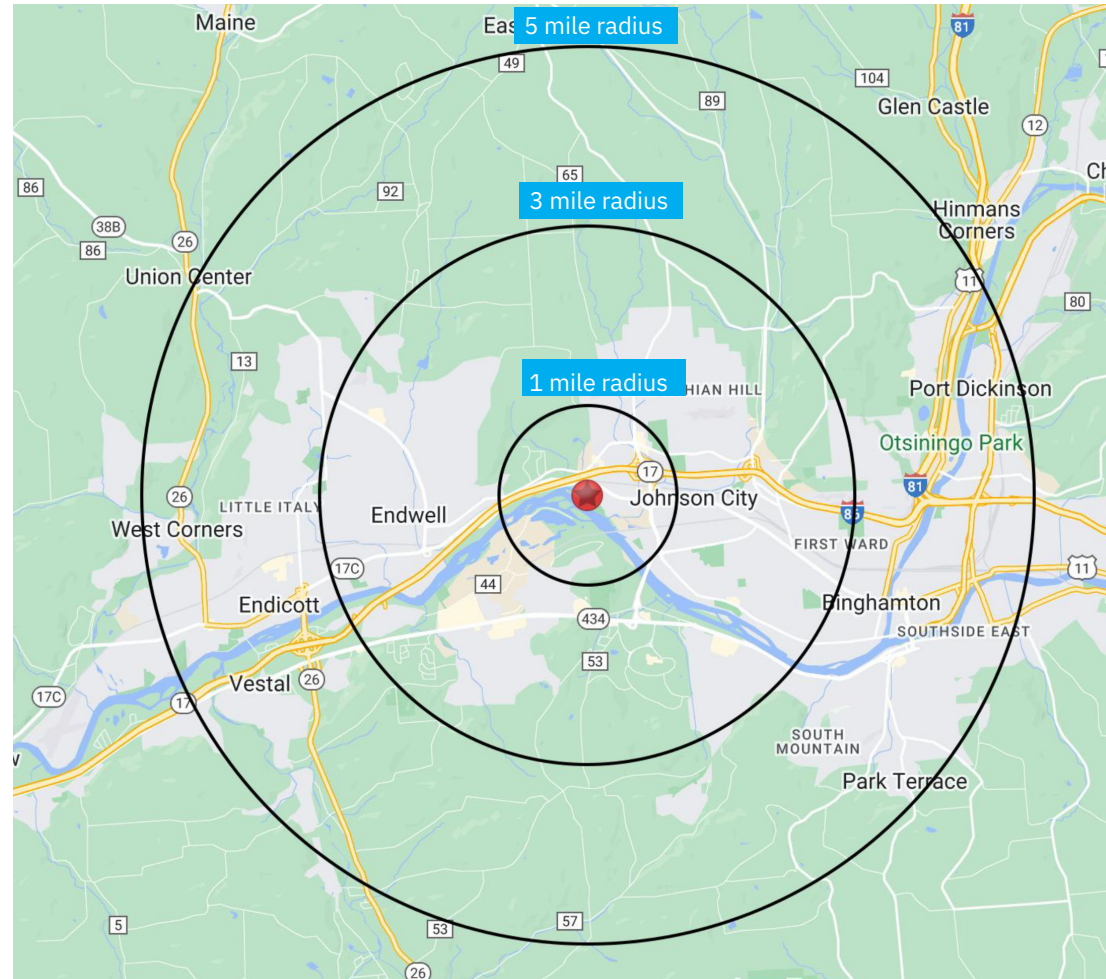 Maine
5 mile radius
81
49
104
89
Glen Castle
12
65
86
92
3 mile radius
38B
Hinmans
Corners
26
86
Union Center
11
80
13
1 mile radius
HIAN HILL
Port Dickinson
Otsiningo Park
17
81
26
Johnson City
LITTLE ITALY
Endwell
86
West Corners
FIRST WARD
17C
11
44
Endicott
Binghamton
434
SOUTHSIDE EAST
53
Vestal
26
17C
17
SOUTH
MOUNTAIN
Park Terrace
5
57
53
26